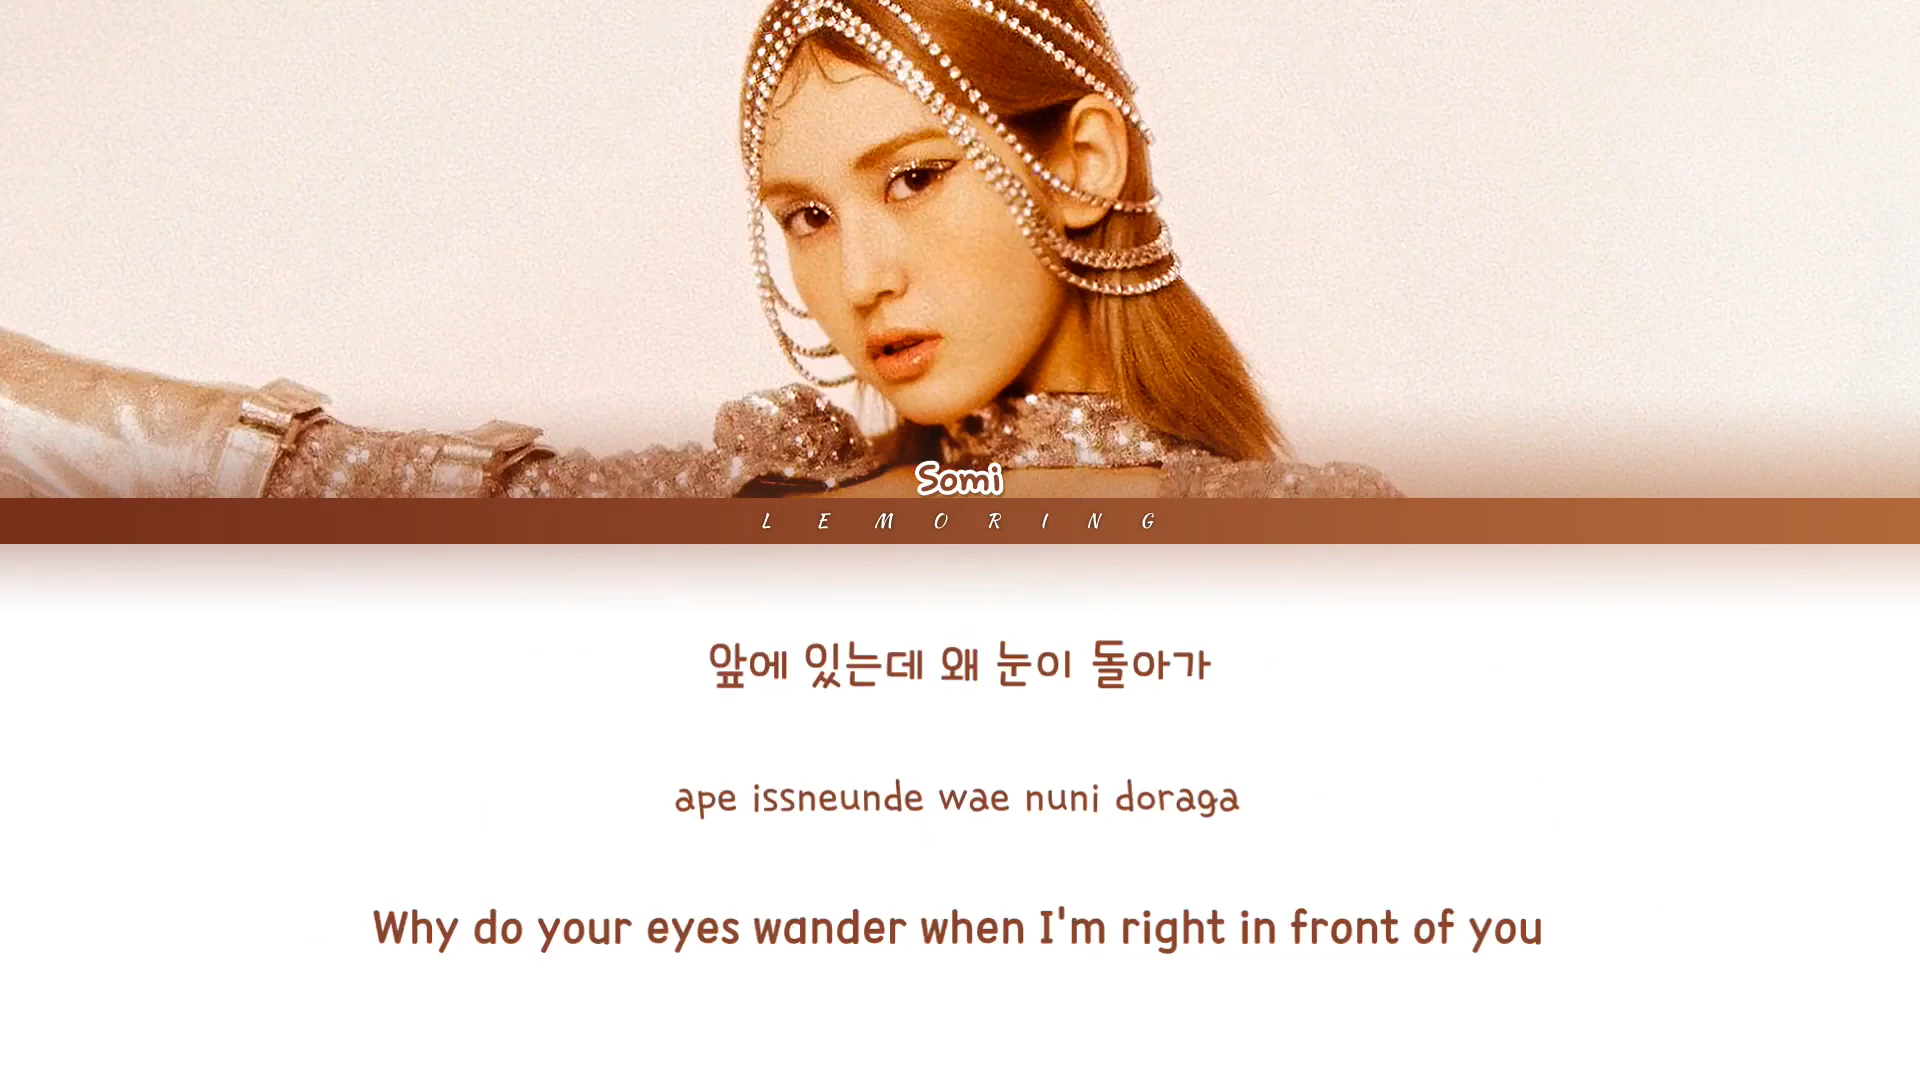 Somi
LEMORING
앞에 있는데 왜 눈이 돌아가
ape issneunde wae nuni doraga
Why do your eyes wander when I'm right in front of you